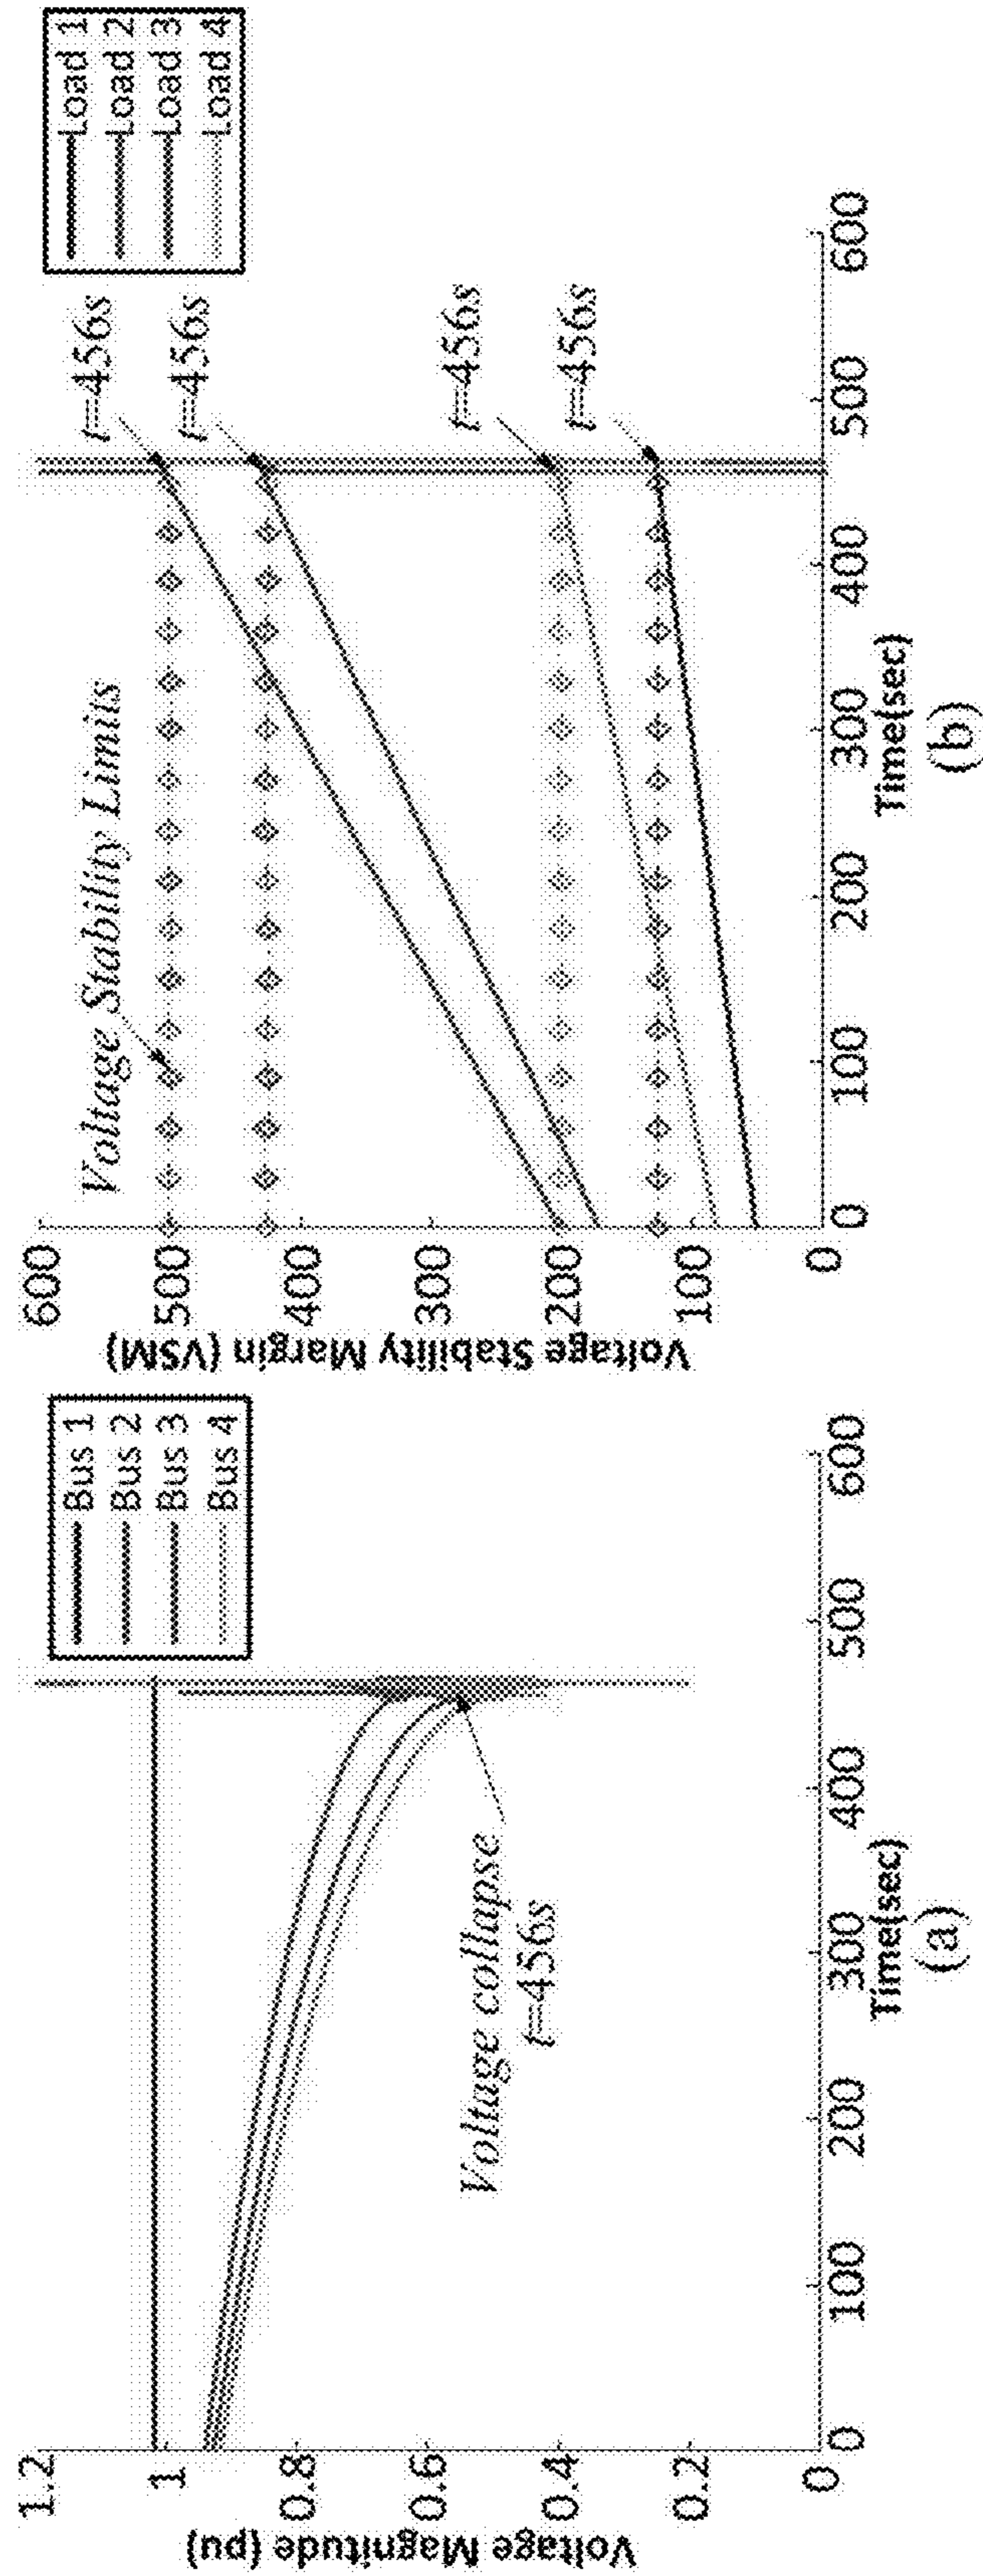 Voltage Magnitude (pu)
1.2
1
0.8
0.6
0.4
0.2
0
0
100
200
300
400
500
600
Time(sec)
(a)
Voltage collapse
t=456s
Bus 1
Bus 2
Bus 3
Bus 4
Voltage Stability Margin (VSM)
600
500
400
300
200
100
0
0
100
200
300
400
500
600
Time(sec)
(b)
Voltage Stability Limits
t=456s
t=456s
t=456s
t=456s
Load 1
Load 2
Load 3
Load 4